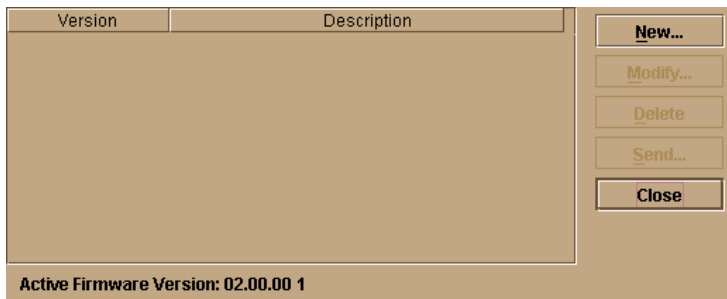 Version Description
New...
Modify...
Delete
Send...
Close
Active Firmware Version: 02.00.00 1